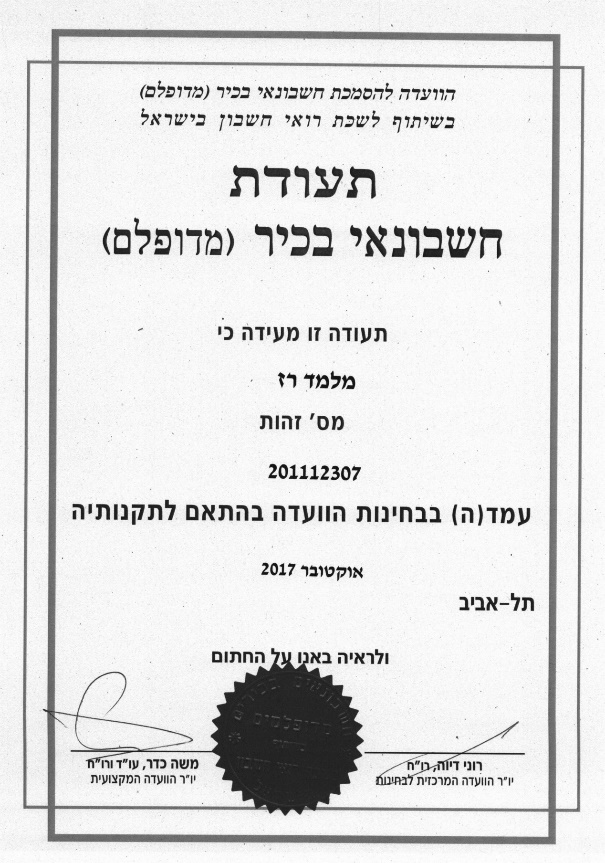 הוועדה להסמכת חשבונאי בכיר (מדופלם)
בשיתוף לשכת רואי חשבון בישראל
תעודת
חשבונאי בכיר (מדופלם)
תעודה זו מעידה כי
מלמד רז
מס׳ זהות
201112307
עמד(ה) בבחינות הוועדה בהתאם לתקנותיה
אוקטובר 2017
תל-אביב
ולראיה באנו על החתום
רוני דיוה, רו״ח
יו״ר הוועדה המרכזית לבחינות
משה כדר, עו״ד ורו״ח
יו״ר הוועדה המקצועית